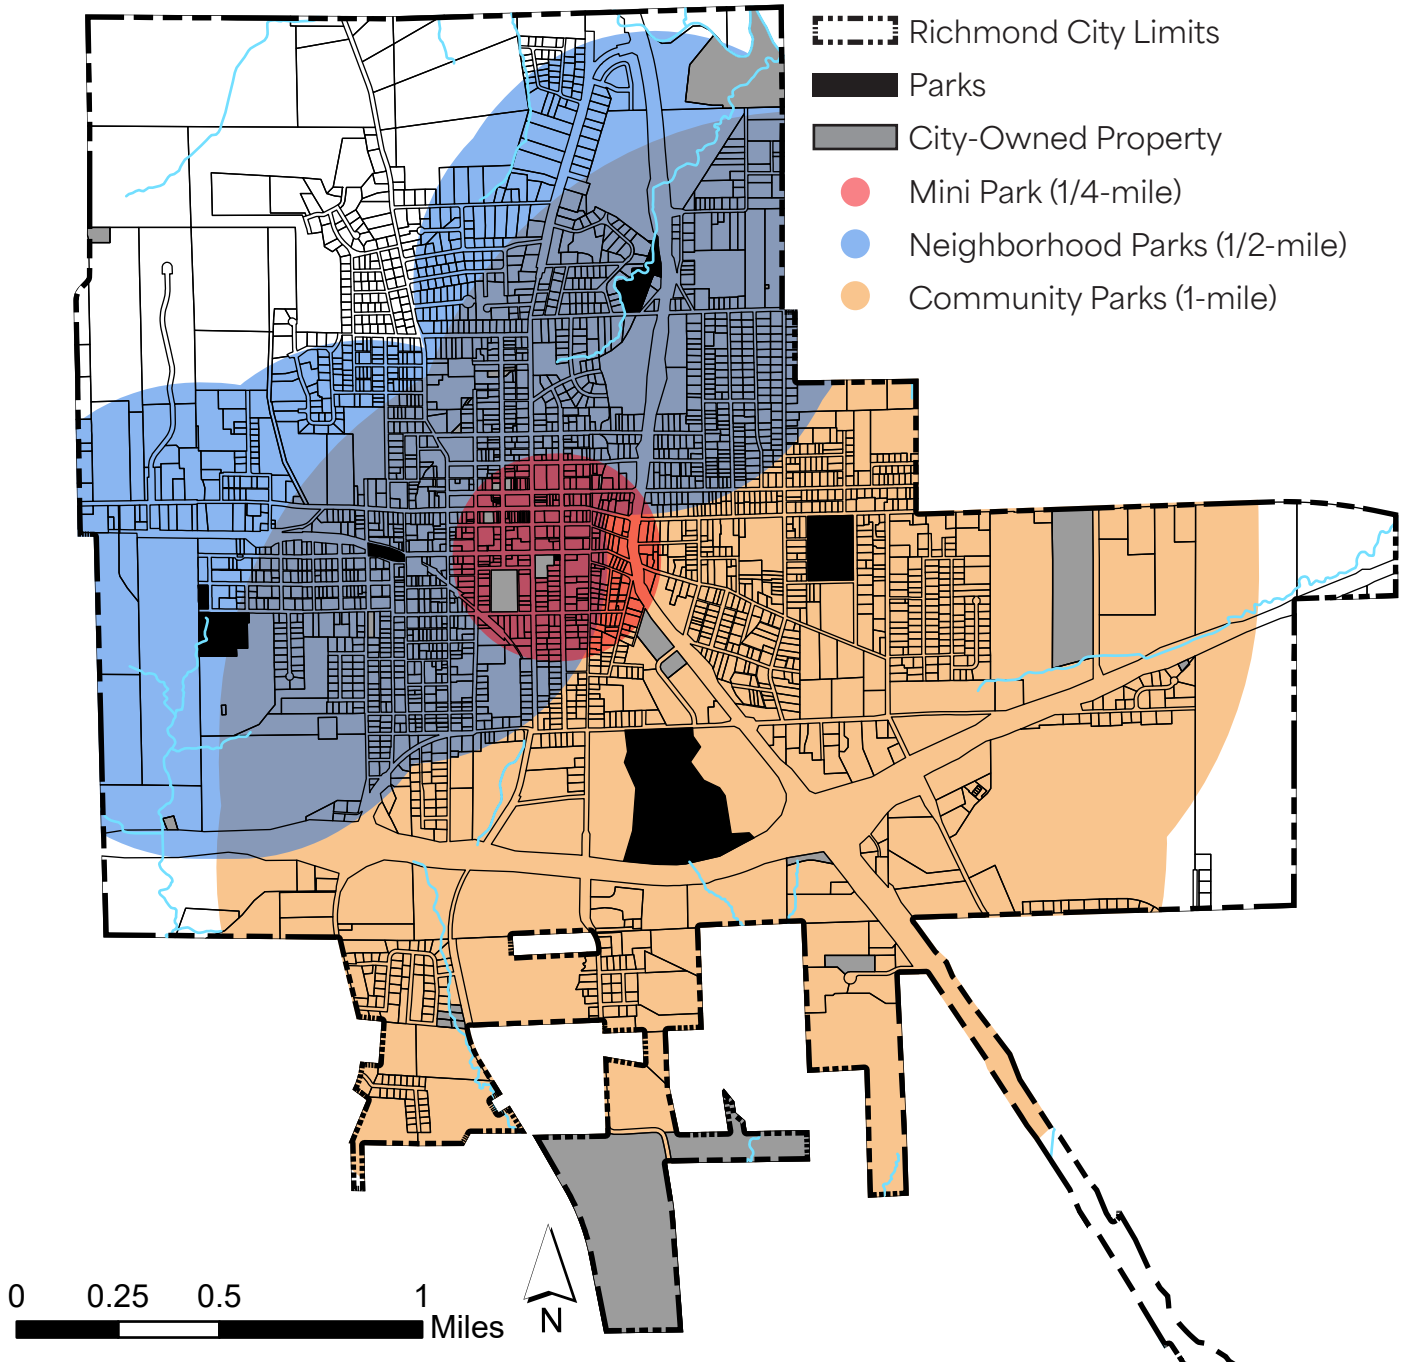 Richmond City Limits
Parks
City-Owned Property
Mini Park (1/4-mile)
Neighborhood Parks (1/2-mile)
Community Parks (1-mile)
0 0.25 0.5 1
Miles
N